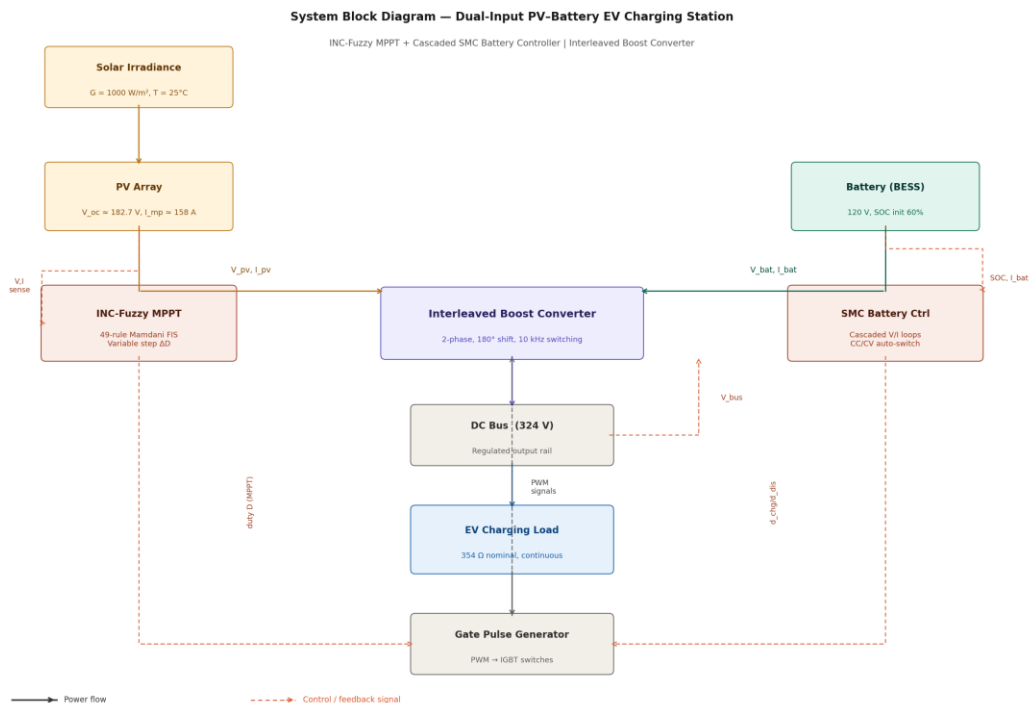 System Block Diagram — Dual-Input PV–Battery EV Charging Station
INC-Fuzzy MPPT + Cascaded SMC Battery Controller | Interleaved Boost Converter
Solar Irradiance
G = 1000 W/m², T = 25°C
PV Array
V_oc ≈ 182.7 V, I_mp ≈ 158 A
Battery (BESS)
120 V, SOC init 60%
V,I
sense
V_pv, I_pv
V_bat, I_bat
SOC, I_bat
INC-Fuzzy MPPT
49-rule Mamdani FIS
Variable step ΔD
Interleaved Boost Converter
2-phase, 180° shift, 10 kHz switching
SMC Battery Ctrl
Cascaded V/I loops
CC/CV auto-switch
V_bus
DC Bus (324 V)
Regulated output rail
PWM
signals
duty D (MPPT)
d_chg/d_dis
EV Charging Load
354 Ω nominal, continuous
Gate Pulse Generator
PWM → IGBT switches
Power flow
Control / feedback signal